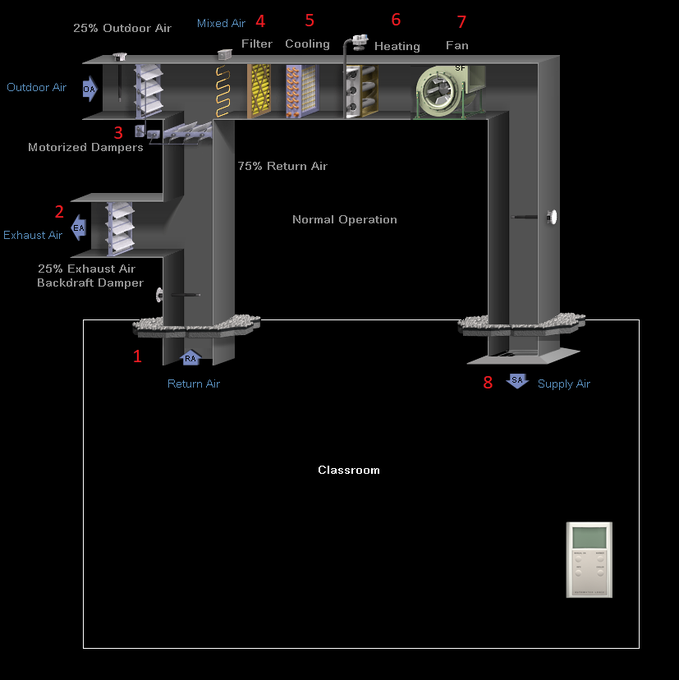 25% Outdoor Air
Mixed Air
4
5
6
7
Filter
Cooling
Heating
Fan
SF
Outdoor Air
OA
3
Motorized Dampers
75% Return Air
2
EA
Exhaust Air
Normal Operation
25% Exhaust Air
Backdraft Damper
1
RA
Return Air
8
SA
Supply Air
Classroom